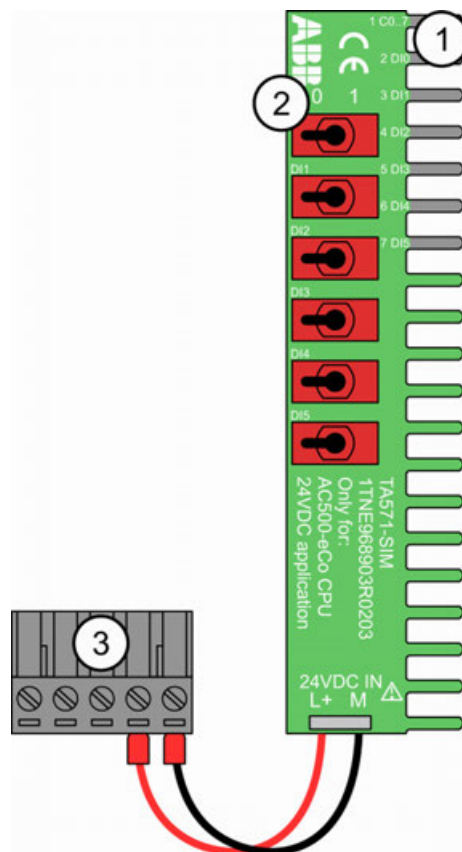 1 C0..7
1
ABB
CE
2 DI0
2
0 1
3 DI1
4 DI2
DI1
5 DI3
6 DI4
DI2
7 DI5
DI3
DI4
DI5
TA571-SIM
1TNE968903R0203
Only for:
AC500-eCo CPU
24VDC application
3
24VDC IN
L+ M